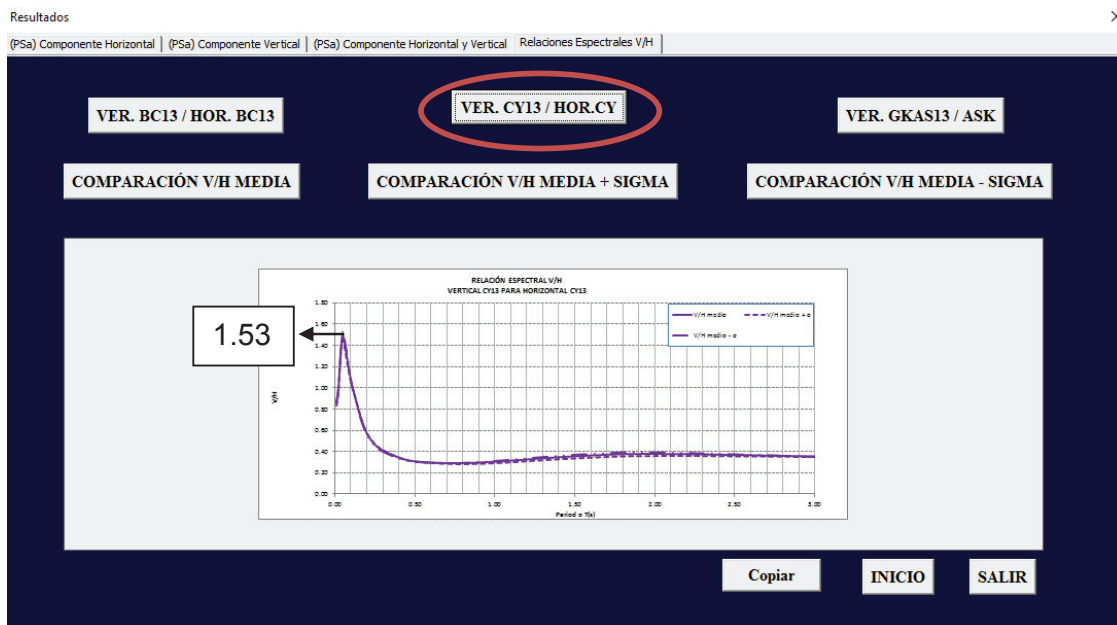 Resultados
(PSa) Componente Horizontal (PSa) Componente Vertical (PSa) Componente Horizontal y Vertical Relaciones Espectrales V/H
VER. BC13 / HOR. BC13 VER. CY13 / HOR.CY VER. GKAS13 / ASK
COMPARACIÓN V/H MEDIA COMPARACIÓN V/H MEDIA + SIGMA COMPARACIÓN V/H MEDIA - SIGMA
RELACIÓN ESPECTRAL V/H
VERTICAL CY13 PARA HORIZONTAL CY13
V/H media V/H media + σ
V/H media - σ
1.53
1.80
1.60
1.40
1.20
1.00
0.80
0.60
0.40
0.20
0.00
V/H
0.00 0.50 1.00 1.50 2.00 2.50 3.00
Period o T(s)
Copiar INICIO SALIR